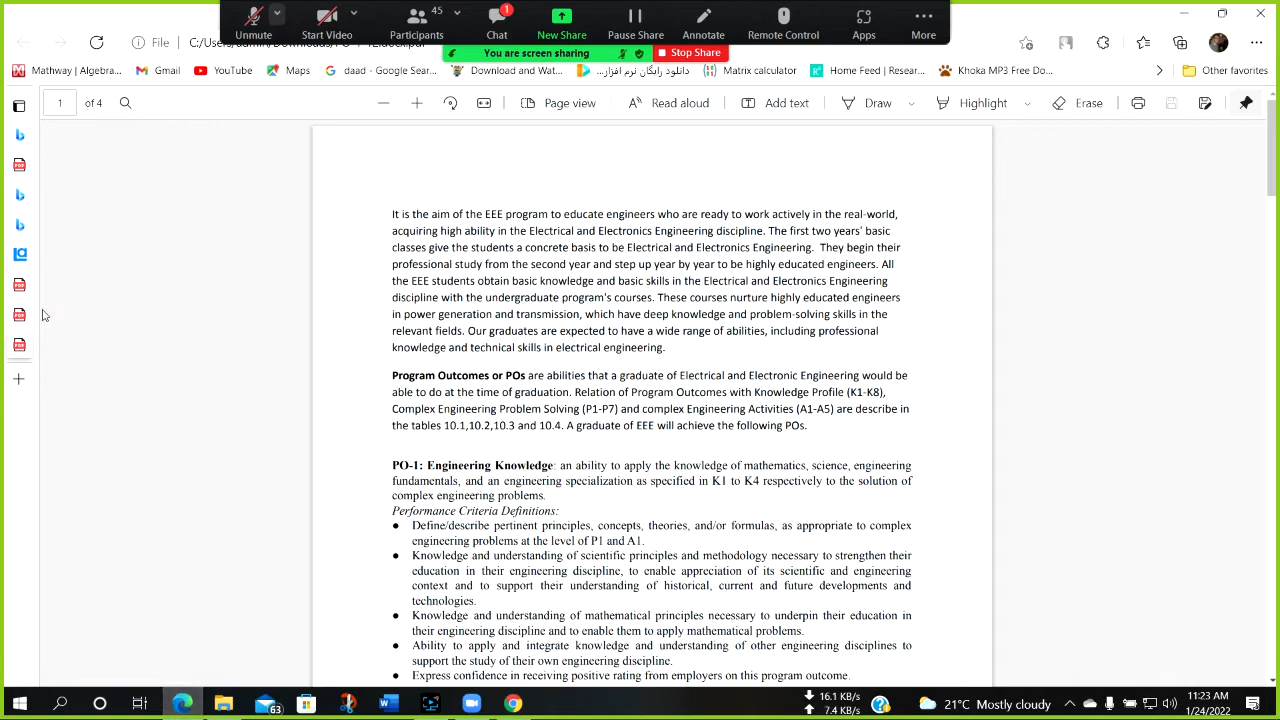 Unmute
Start Video
45
Participants
1
Chat
New Share
Pause Share
Annotate
Remote Control
Apps
More
You are screen sharing
Stop Share
File
Mathway | Algebra...
Gmail
YouTube
Maps
daad - Google Sear...
Download and Wat...
دانلود رایگان نرم افزار...
Matrix calculator
Home Feed | Resear...
Khoka MP3 Free Do...
Other favorites
1 of 4
Page view
Read aloud
Add text
Draw
Highlight
Erase
It is the aim of the EEE program to educate engineers who are ready to work actively in the real-world,
acquiring high ability in the Electrical and Electronics Engineering discipline. The first two years' basic
classes give the students a concrete basis to be Electrical and Electronics Engineering. They begin their
professional study from the second year and step up year by year to be highly educated engineers. All
the EEE students obtain basic knowledge and basic skills in the Electrical and Electronics Engineering
discipline with the undergraduate program's courses. These courses nurture highly educated engineers
in power generation and transmission, which have deep knowledge and problem-solving skills in the
relevant fields. Our graduates are expected to have a wide range of abilities, including professional
knowledge and technical skills in electrical engineering.
Program Outcomes or POs are abilities that a graduate of Electrical and Electronic Engineering would be
able to do at the time of graduation. Relation of Program Outcomes with Knowledge Profile (K1-K8),
Complex Engineering Problem Solving (P1-P7) and complex Engineering Activities (A1-A5) are describe in
the tables 10.1,10.2,10.3 and 10.4. A graduate of EEE will achieve the following POs.
PO-1: Engineering Knowledge: an ability to apply the knowledge of mathematics, science, engineering
fundamentals, and an engineering specialization as specified in K1 to K4 respectively to the solution of
complex engineering problems.
Performance Criteria Definitions:
● Define/describe pertinent principles, concepts, theories, and/or formulas, as appropriate to complex
engineering problems at the level of P1 and A1.
● Knowledge and understanding of scientific principles and methodology necessary to strengthen their
education in their engineering discipline, to enable appreciation of its scientific and engineering
context and to support their understanding of historical, current and future developments and
technologies.
● Knowledge and understanding of mathematical principles necessary to underpin their education in
their engineering discipline and to enable them to apply mathematical problems.
● Ability to apply and integrate knowledge and understanding of other engineering disciplines to
support the study of their own engineering discipline.
● Express confidence in receiving positive rating from employers on this program outcome.
63
16.1 KB/s
7.4 KB/s
21°C Mostly cloudy
11:23 AM
1/24/2022